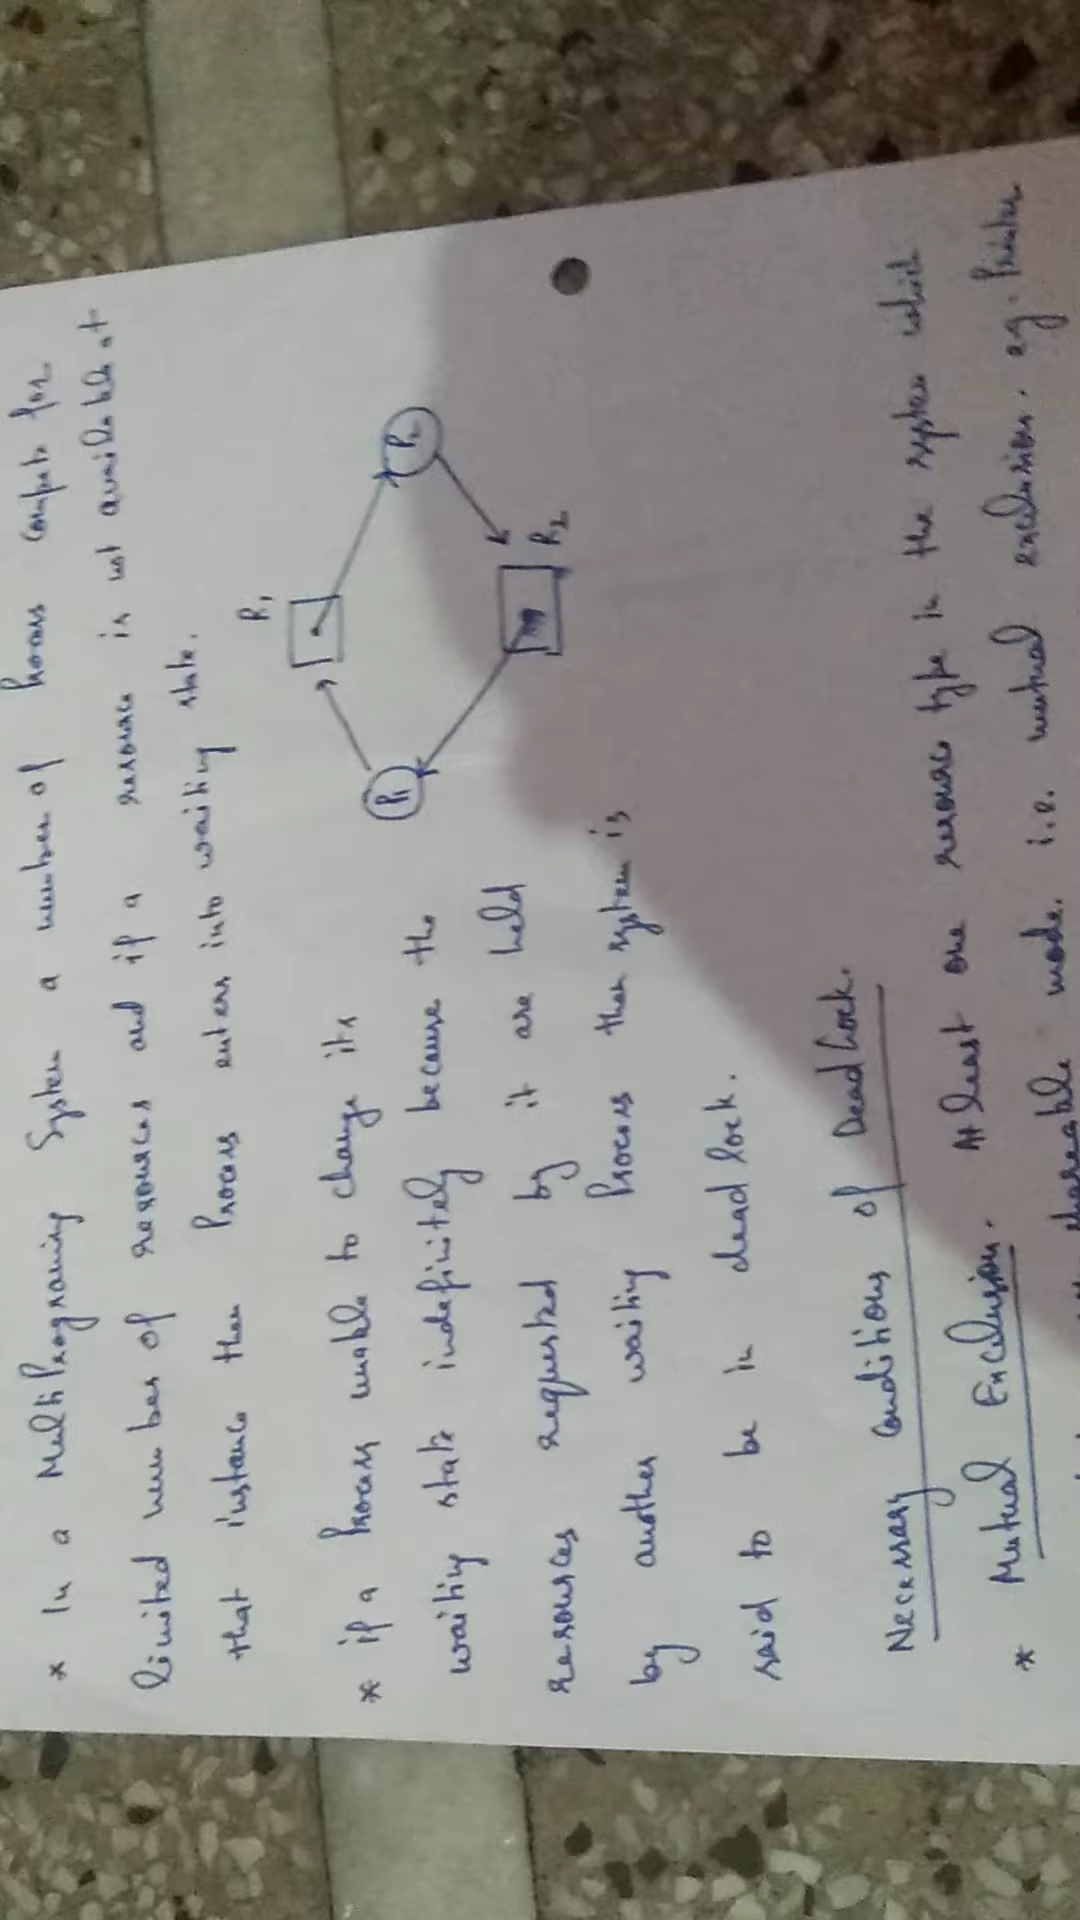 * In a MultiPrograming System a number of Process compete for
limited number of resources and if a resource is not available at
that instance then Process enters into waiting state.
R1
P1
P2
R2
* if a Process unable to change its
waiting state indefinitely because the
resources requested by it are held
by another waiting Process then system is
said to be in dead lock.
Necessary Conditions of DeadLock.
* Mutual Exclusion. At least one resource type in the system which
shareable mode. i.e. mutual exclusion. eg. Printer